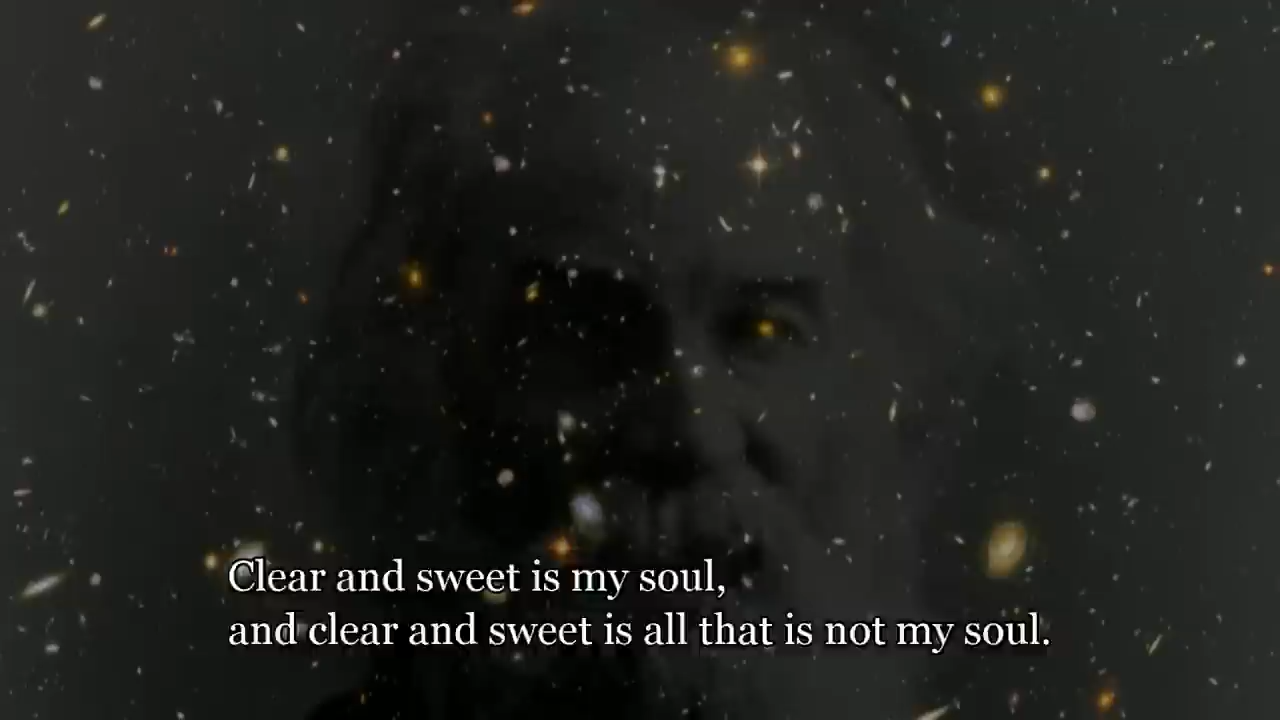 Clear and sweet is my soul,
and clear and sweet is all that is not my soul.